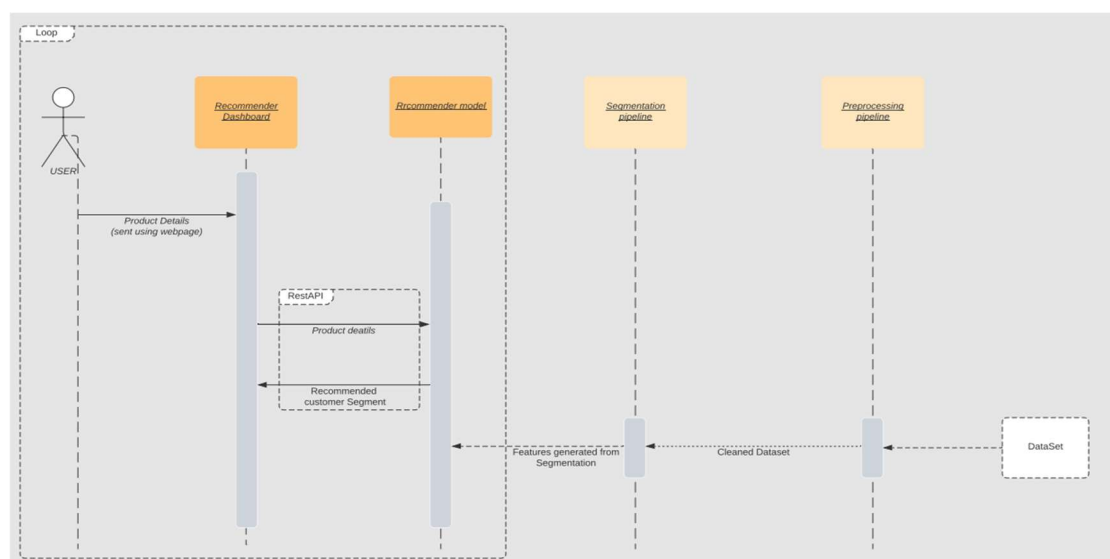 Loop
Recommender
Dashboard
Rrcommender model
Segmentation
pipeline
Preprocessing
pipeline
USER
Product Details
(sent using webpage)
RestAPI
Product deatils
Recommended
customer Segment
Features generated from
Segmentation
Cleaned Dataset
DataSet